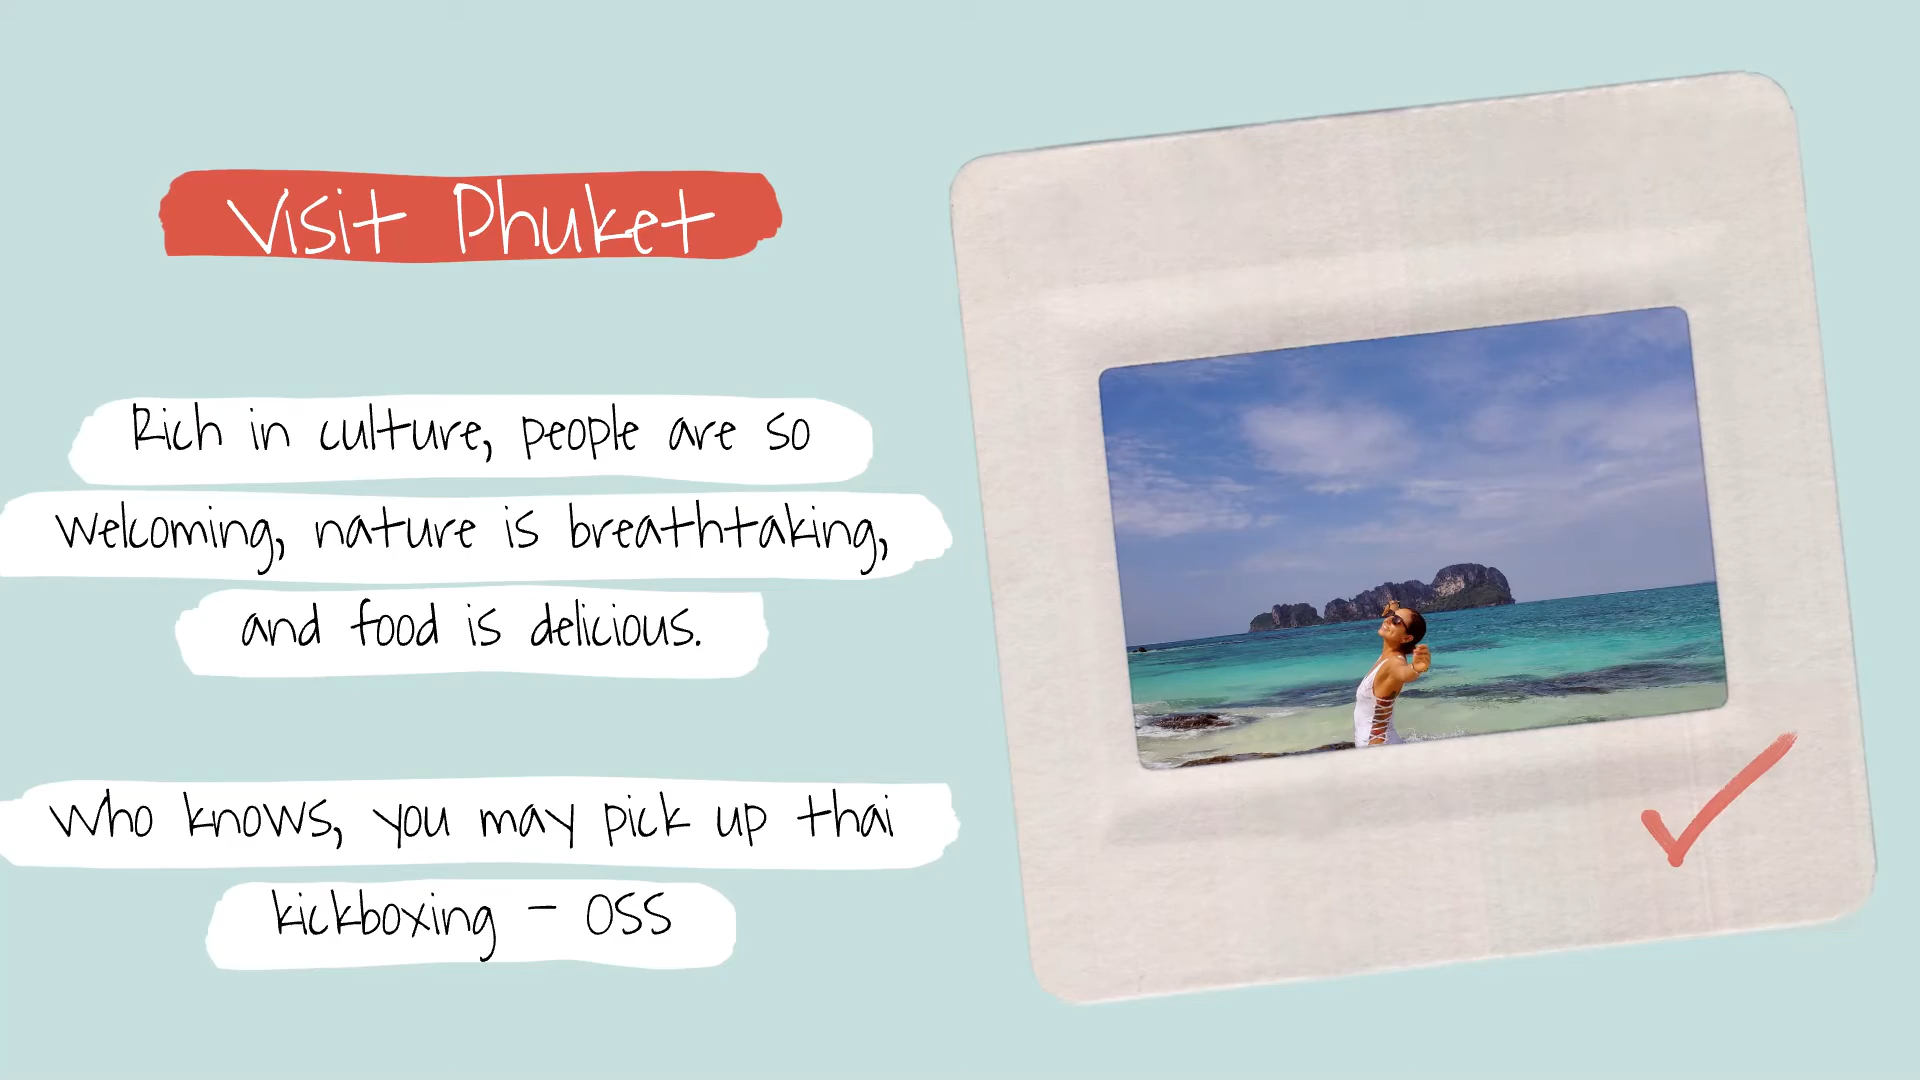 Visit Phuket
Rich in culture, people are so
welcoming, nature is breathtaking,
and food is delicious.
Who knows, you may pick up thai
kickboxing - OSS